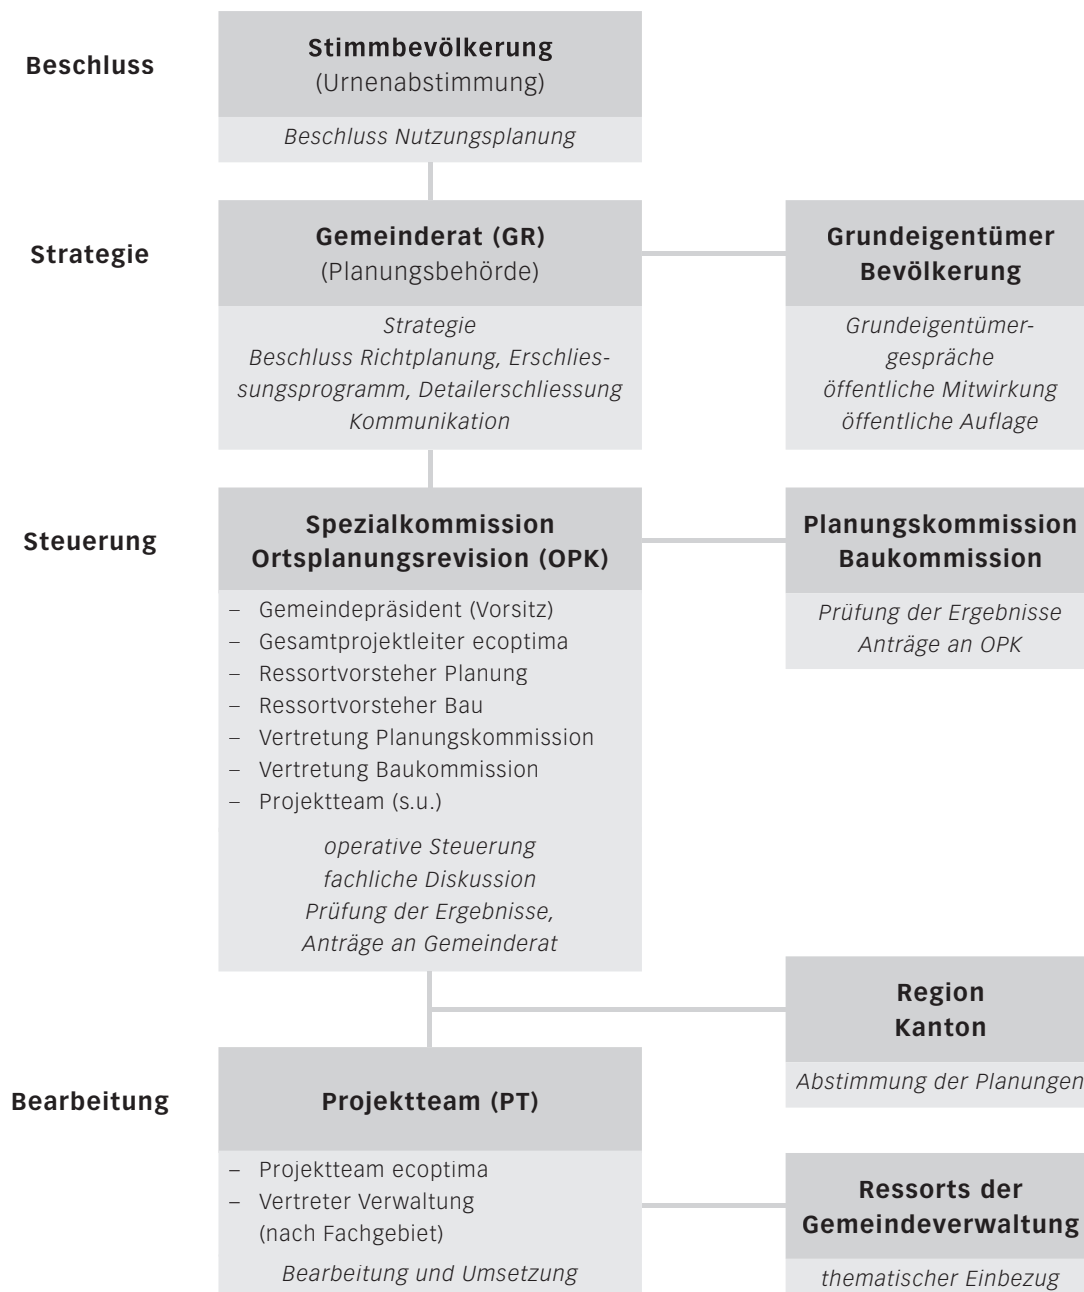 Beschluss
Stimmbevölkerung
(Urnenabstimmung)
Beschluss Nutzungsplanung
Strategie
Gemeinderat (GR)
(Planungsbehörde)
Strategie
Beschluss Richtplanung, Erschlies-
sungsprogramm, Detailerschliessung
Kommunikation
Grundeigentümer
Bevölkerung
Grundeigentümer-
gespräche
öffentliche Mitwirkung
öffentliche Auflage
Steuerung
Spezialkommission
Ortsplanungsrevision (OPK)
– Gemeindepräsident (Vorsitz)
– Gesamtprojektleiter ecoptima
– Ressortvorsteher Planung
– Ressortvorsteher Bau
– Vertretung Planungskommission
– Vertretung Baukommission
– Projektteam (s.u.)
operative Steuerung
fachliche Diskussion
Prüfung der Ergebnisse,
Anträge an Gemeinderat
Planungskommission
Baukommission
Prüfung der Ergebnisse
Anträge an OPK
Region
Kanton
Abstimmung der Planungen
Bearbeitung
Projektteam (PT)
– Projektteam ecoptima
– Vertreter Verwaltung
(nach Fachgebiet)
Bearbeitung und Umsetzung
Ressorts der
Gemeindeverwaltung
thematischer Einbezug